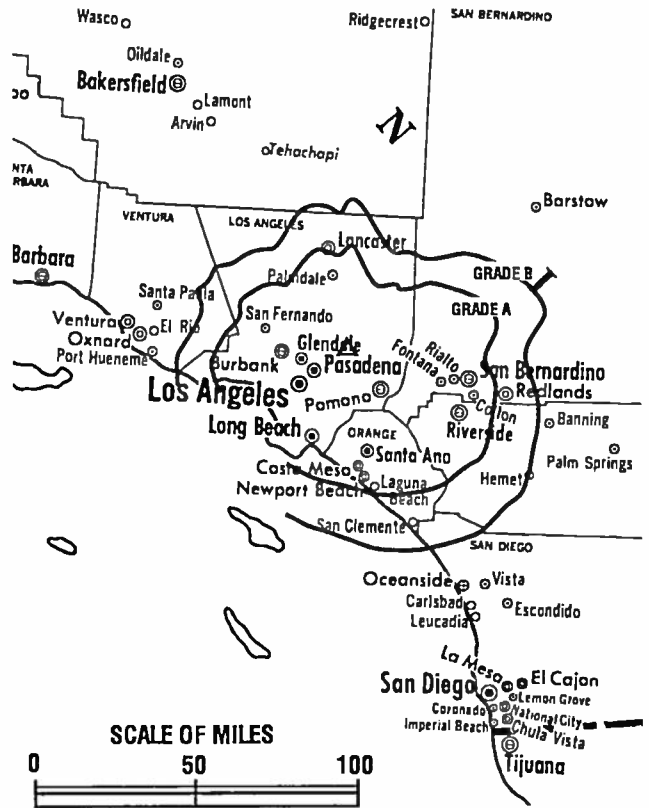 Wasco
Ridgecrest
SAN BERNARDINO
Oildale
Bakersfield
Lamont
Arvin
N
Tehachapi
VENTURA
LOS ANGELES
Barstow
Barbara
Lancaster
Palmdale
GRADE B
GRADE A
Santa Paula
Ventura
El Rio
Oxnard
Port Hueneme
San Fernando
Glendale
Burbank
Pasadena
Los Angeles
Pomona
Rialto
Fontana
San Bernardino
Redlands
Colton
Riverside
Banning
Palm Springs
Long Beach
ORANGE
Santa Ana
Costa Mesa
Newport Beach
Laguna
Beach
Hemet
San Clemente
SAN DIEGO
Oceanside
Vista
Carlsbad
Escondido
Leucadia
La Mesa
El Cajon
San Diego
Lemon Grove
Coronado
National City
Imperial Beach
Chula Vista
Tijuana
SCALE OF MILES
0 50 100